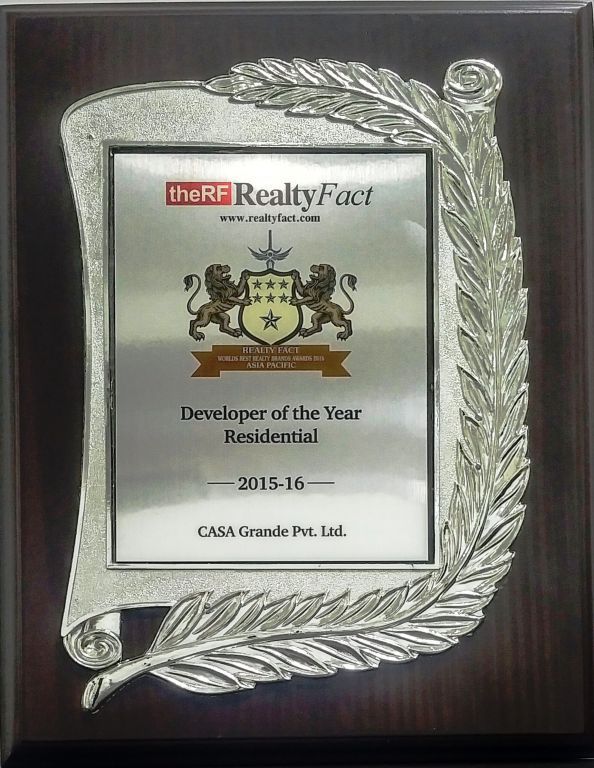 theRF RealtyFact
www.realtyfact.com
REALTY FACT
WORLDS BEST REALTY BRANDS AWARDS 2016
ASIA PACIFIC
Developer of the Year
Residential
2015-16
CASA Grande Pvt. Ltd.